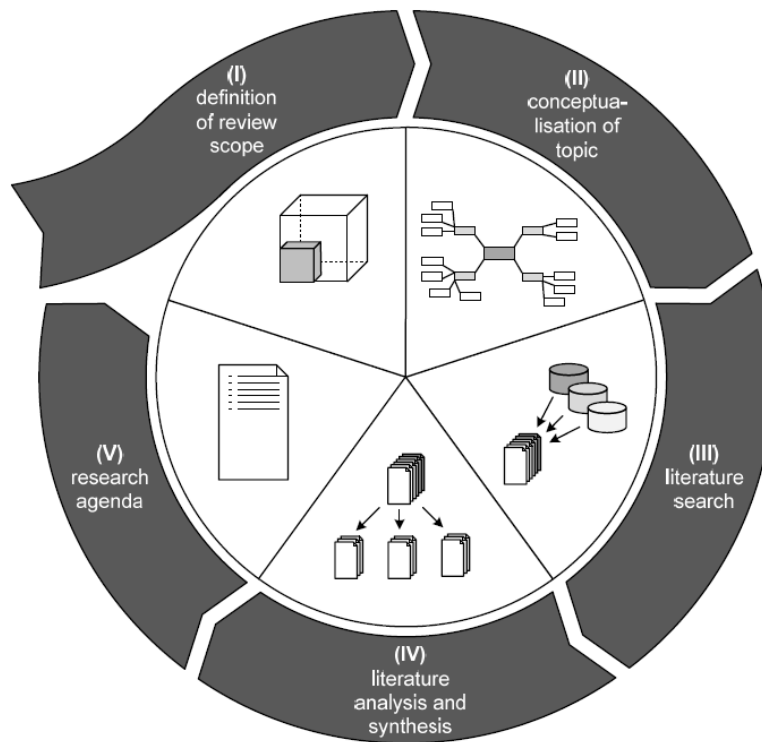 (I)
definition
of review
scope
(II)
conceptua-
lisation of
topic
(III)
literature
search
(IV)
literature
analysis and
synthesis
(V)
research
agenda